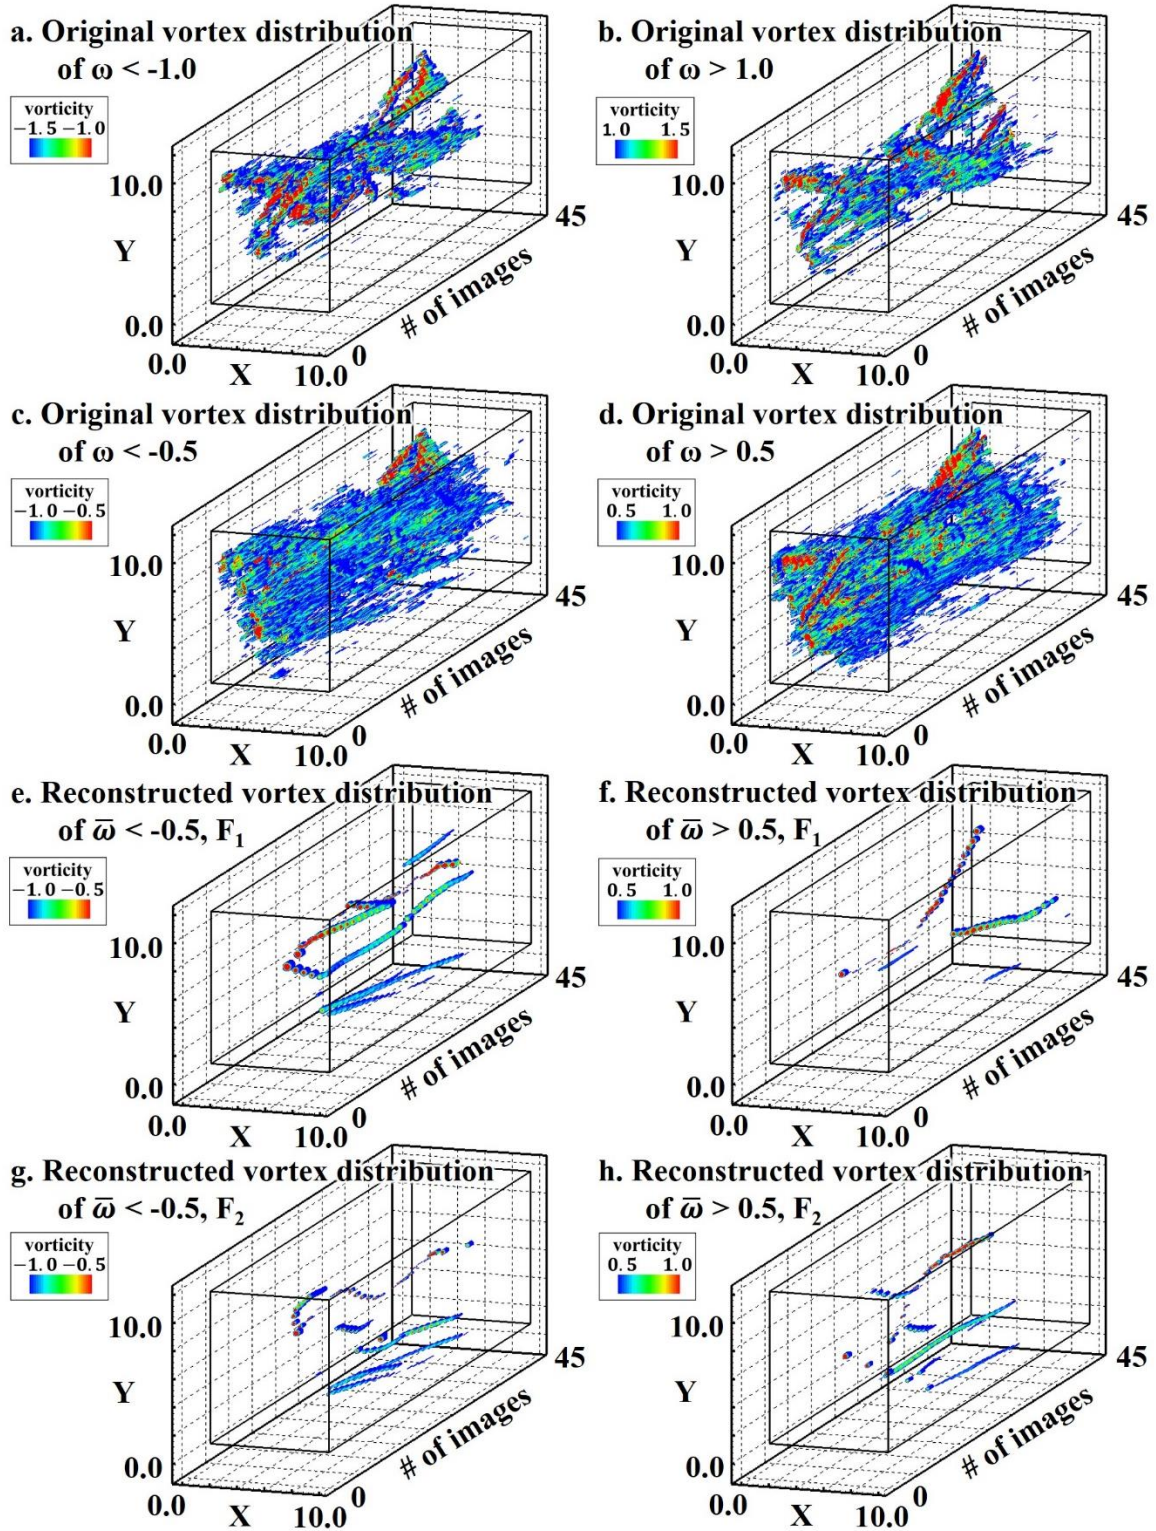 a. Original vortex distribution
of ω < -1.0
vorticity
−1.5 −1.0
10.0
Y
0.0
0.0
X
10.0
0
# of images
45
b. Original vortex distribution
of ω > 1.0
vorticity
1.0 1.5
10.0
Y
0.0
0.0
X
10.0
0
# of images
45
c. Original vortex distribution
of ω < -0.5
vorticity
−1.0 −0.5
10.0
Y
0.0
0.0
X
10.0
0
# of images
45
d. Original vortex distribution
of ω > 0.5
vorticity
0.5 1.0
10.0
Y
0.0
0.0
X
10.0
0
# of images
45
e. Reconstructed vortex distribution
of ω̅ < -0.5, F₁
vorticity
−1.0 −0.5
10.0
Y
0.0
0.0
X
10.0
0
# of images
45
f. Reconstructed vortex distribution
of ω̅ > 0.5, F₁
vorticity
0.5 1.0
10.0
Y
0.0
0.0
X
10.0
0
# of images
45
g. Reconstructed vortex distribution
of ω̅ < -0.5, F₂
vorticity
−1.0 −0.5
10.0
Y
0.0
0.0
X
10.0
0
# of images
45
h. Reconstructed vortex distribution
of ω̅ > 0.5, F₂
vorticity
0.5 1.0
10.0
Y
0.0
0.0
X
10.0
0
# of images
45